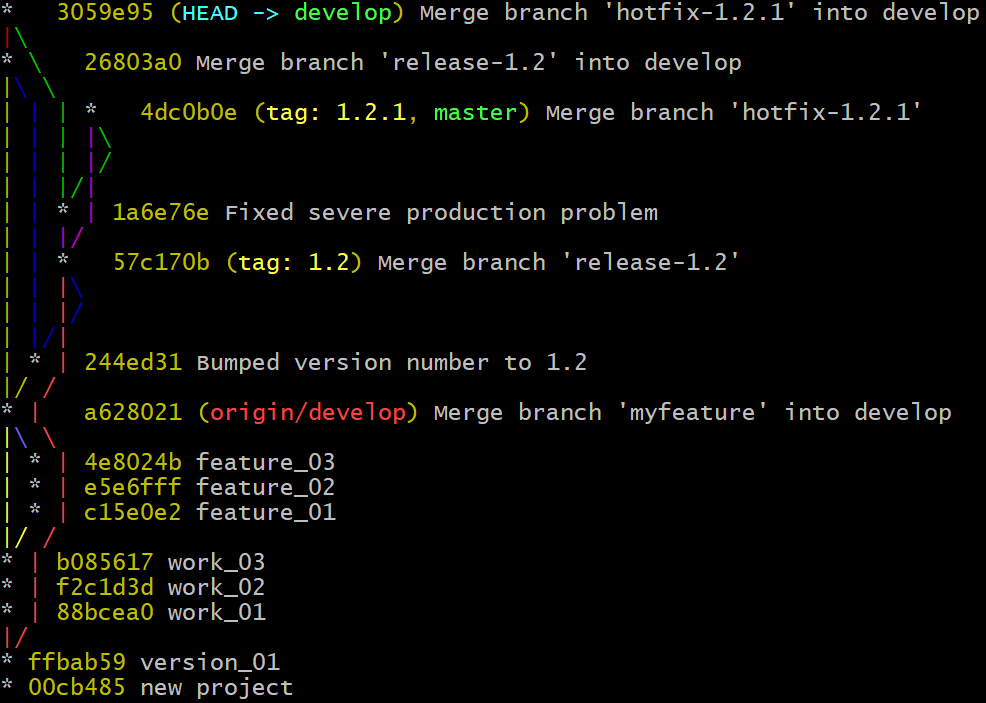 * 3059e95 (HEAD -> develop) Merge branch 'hotfix-1.2.1' into develop
|\
* \ 26803a0 Merge branch 'release-1.2' into develop
|\ \
| | | * 4dc0b0e (tag: 1.2.1, master) Merge branch 'hotfix-1.2.1'
| | | |\
| | | |/
| | |/|
| | * | 1a6e76e Fixed severe production problem
| | |/
| | * 57c170b (tag: 1.2) Merge branch 'release-1.2'
| | |\
| | |/
| |/|
| * | 244ed31 Bumped version number to 1.2
|/ /
* | a628021 (origin/develop) Merge branch 'myfeature' into develop
|\ \
| * | 4e8024b feature_03
| * | e5e6fff feature_02
| * | c15e0e2 feature_01
|/ /
* | b085617 work_03
* | f2c1d3d work_02
* | 88bcea0 work_01
|/
* ffbab59 version_01
* 00cb485 new project